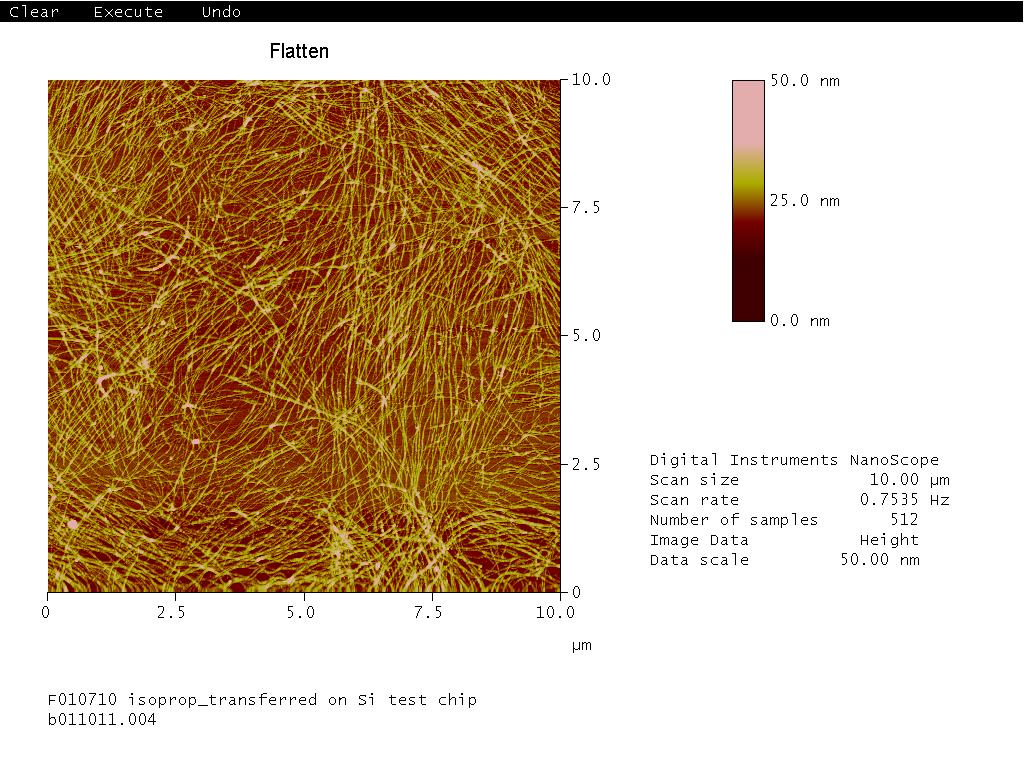 Clear Execute Undo
Flatten
10.0
7.5
5.0
2.5
0
0 2.5 5.0 7.5 10.0
µm
50.0 nm
25.0 nm
0.0 nm
Digital Instruments NanoScope
Scan size 10.00 µm
Scan rate 0.7535 Hz
Number of samples 512
Image Data Height
Data scale 50.00 nm
F010710 isoprop_transferred on Si test chip
b011011.004